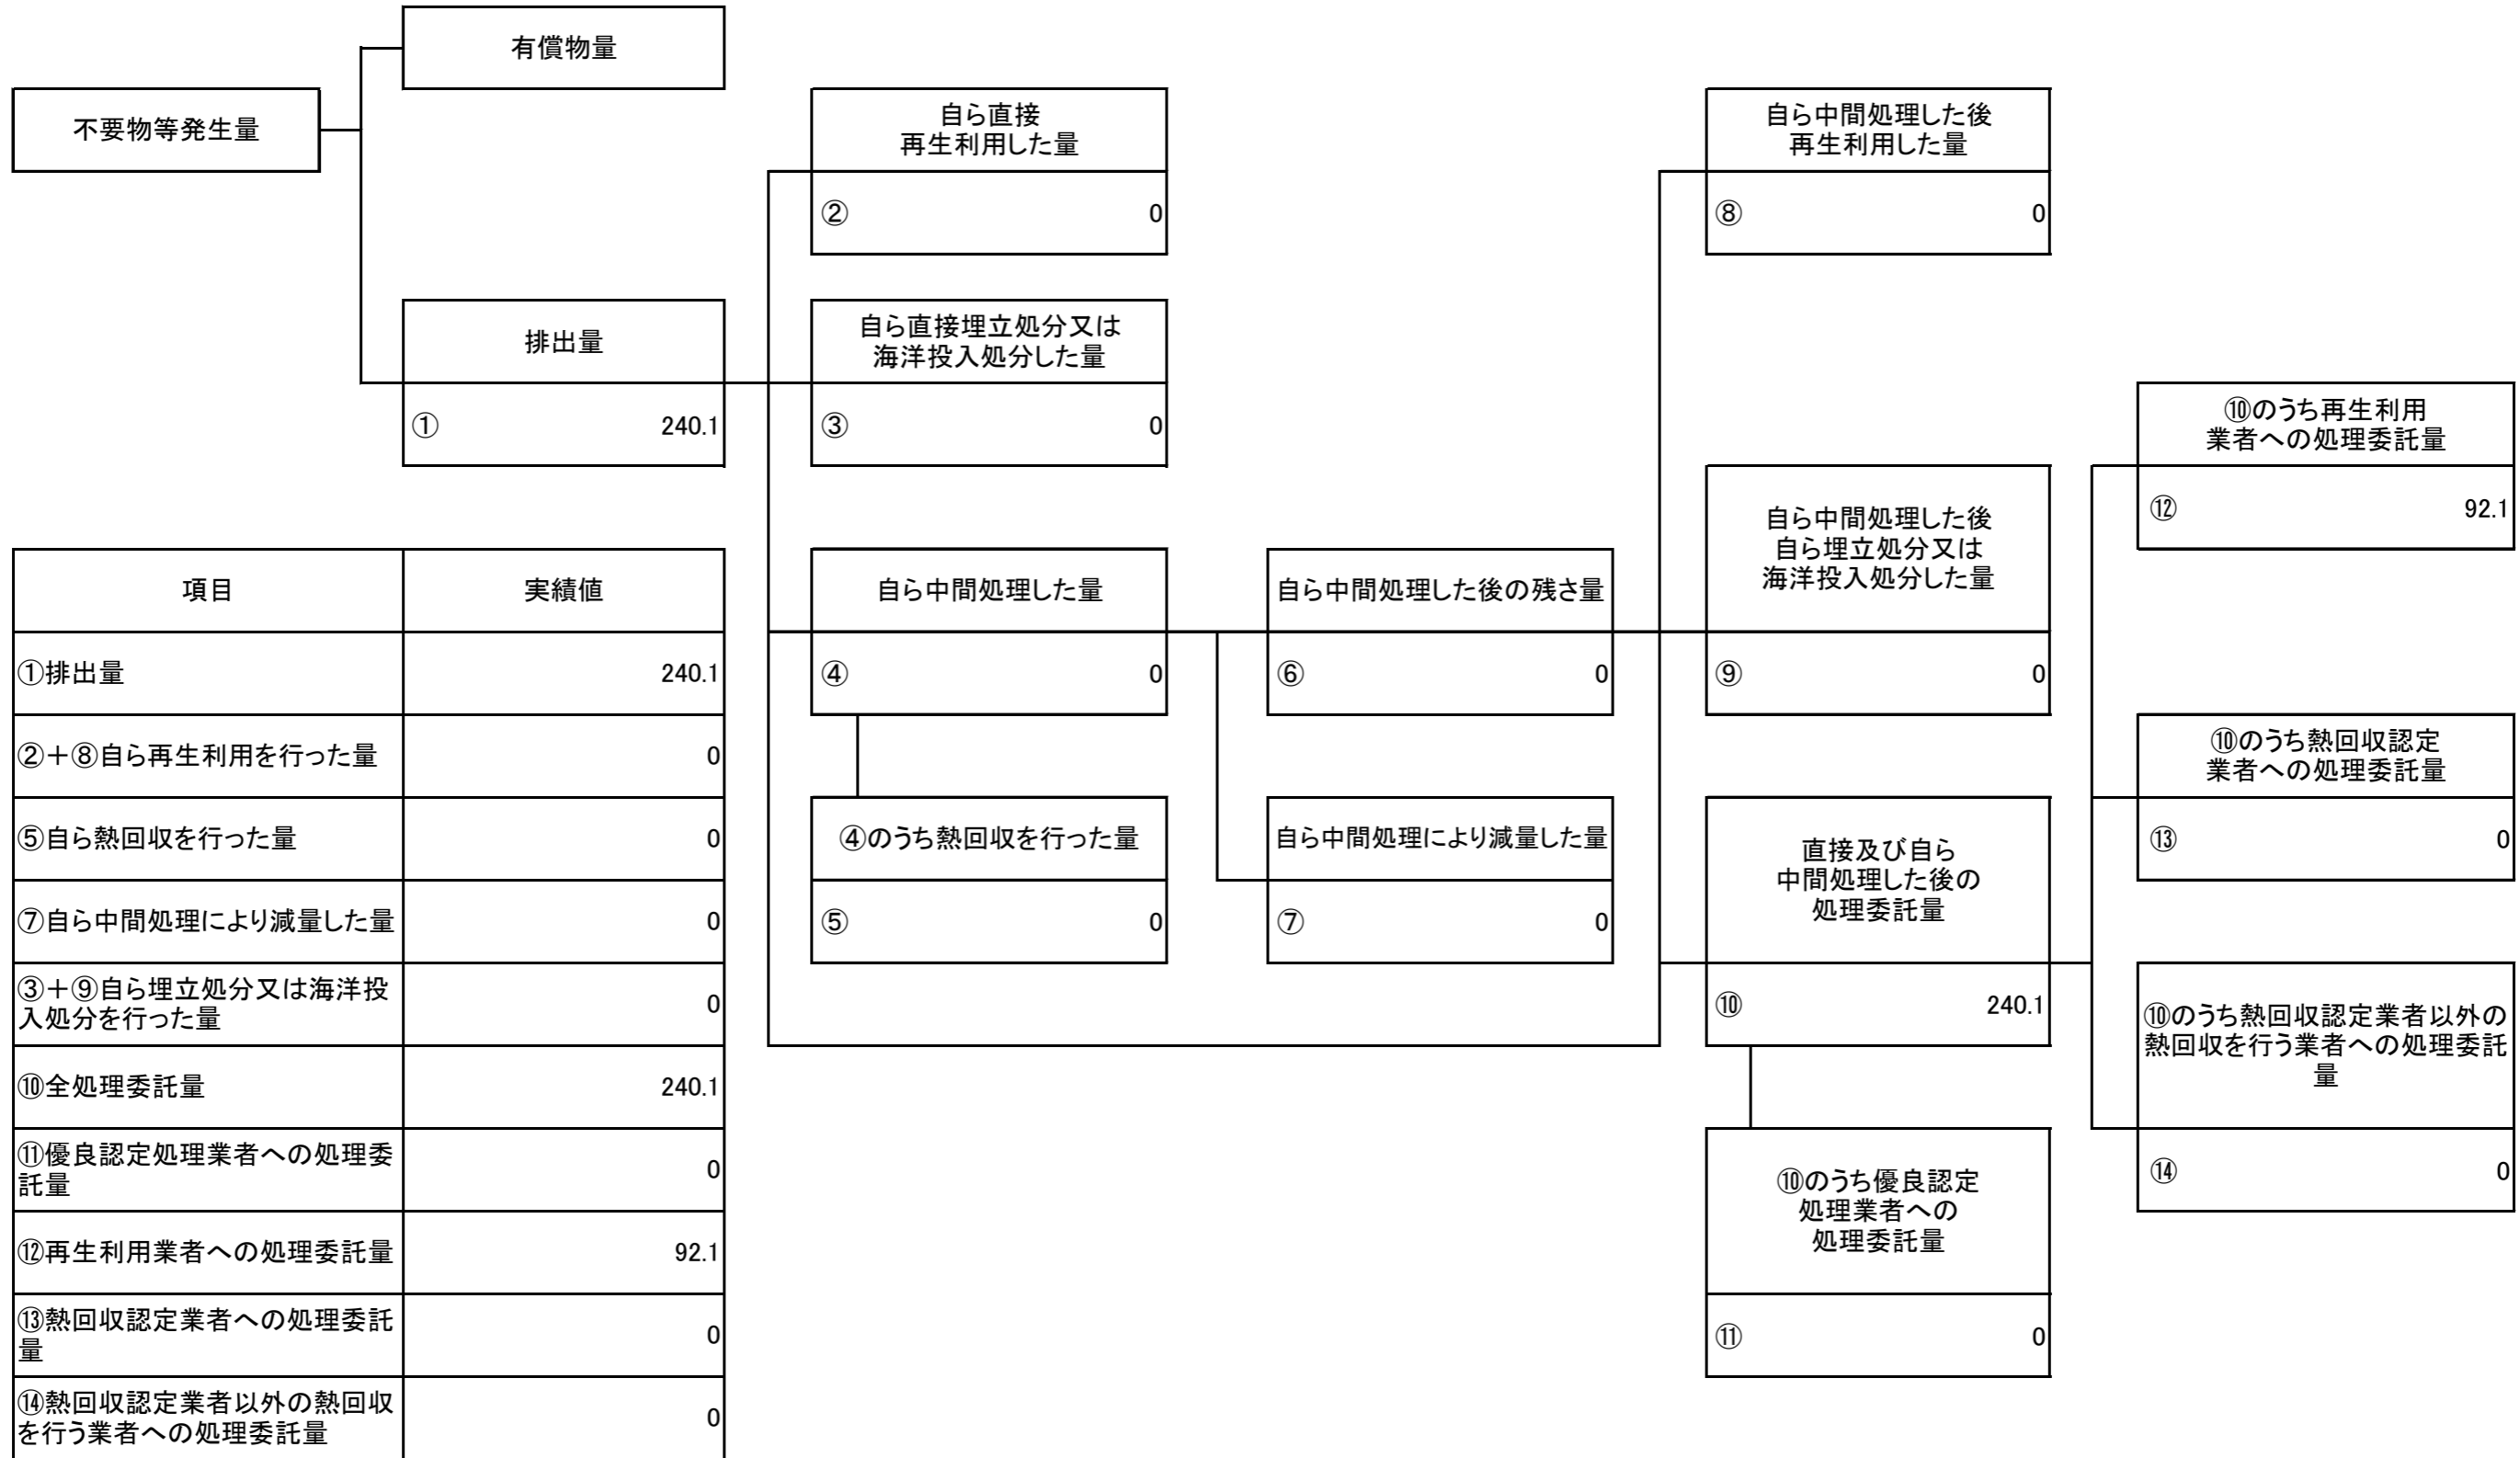 有償物量
不要物等発生量
自ら直接
再生利用した量
② 0
自ら中間処理した後
再生利用した量
⑧ 0
排出量
① 240.1
自ら直接埋立処分又は
海洋投入処分した量
③ 0
⑩のうち再生利用
業者への処理委託量
⑫ 92.1
自ら中間処理した量
④ 0
自ら中間処理した後の残さ量
⑥ 0
自ら中間処理した後
自ら埋立処分又は
海洋投入処分した量
⑨ 0
⑩のうち熱回収認定
業者への処理委託量
⑬ 0
④のうち熱回収を行った量
⑤ 0
自ら中間処理により減量した量
⑦ 0
直接及び自ら
中間処理した後の
処理委託量
⑩ 240.1
⑩のうち熱回収認定業者以外の
熱回収を行う業者への処理委託
量
⑭ 0
⑩のうち優良認定
処理業者への
処理委託量
⑪ 0
項目 実績値
①排出量 240.1
②+⑧自ら再生利用を行った量 0
⑤自ら熱回収を行った量 0
⑦自ら中間処理により減量した量 0
③+⑨自ら埋立処分又は海洋投
入処分を行った量 0
⑩全処理委託量 240.1
⑪優良認定処理業者への処理委
託量 0
⑫再生利用業者への処理委託量 92.1
⑬熱回収認定業者への処理委託
量 0
⑭熱回収認定業者以外の熱回収
を行う業者への処理委託量 0